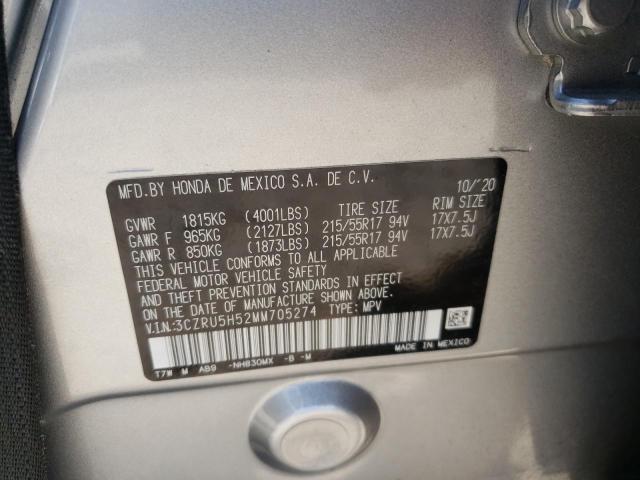 MFD.BY HONDA DE MEXICO S.A. DE C.V. 10/'20
GVWR 1815KG (4001LBS) TIRE SIZE RIM SIZE
GAWR F 965KG (2127LBS) 215/55R17 94V 17X7.5J
GAWR R 850KG (1873LBS) 215/55R17 94V 17X7.5J
THIS VEHICLE CONFORMS TO ALL APPLICABLE
FEDERAL MOTOR VEHICLE SAFETY
AND THEFT PREVENTION STANDARDS IN EFFECT
ON THE DATE OF MANUFACTURE SHOWN ABOVE.
V.I.N:3CZRU5H52MM705274 TYPE: MPV
T7W M AB9 -NH830MX -B -M MADE IN MEXICO